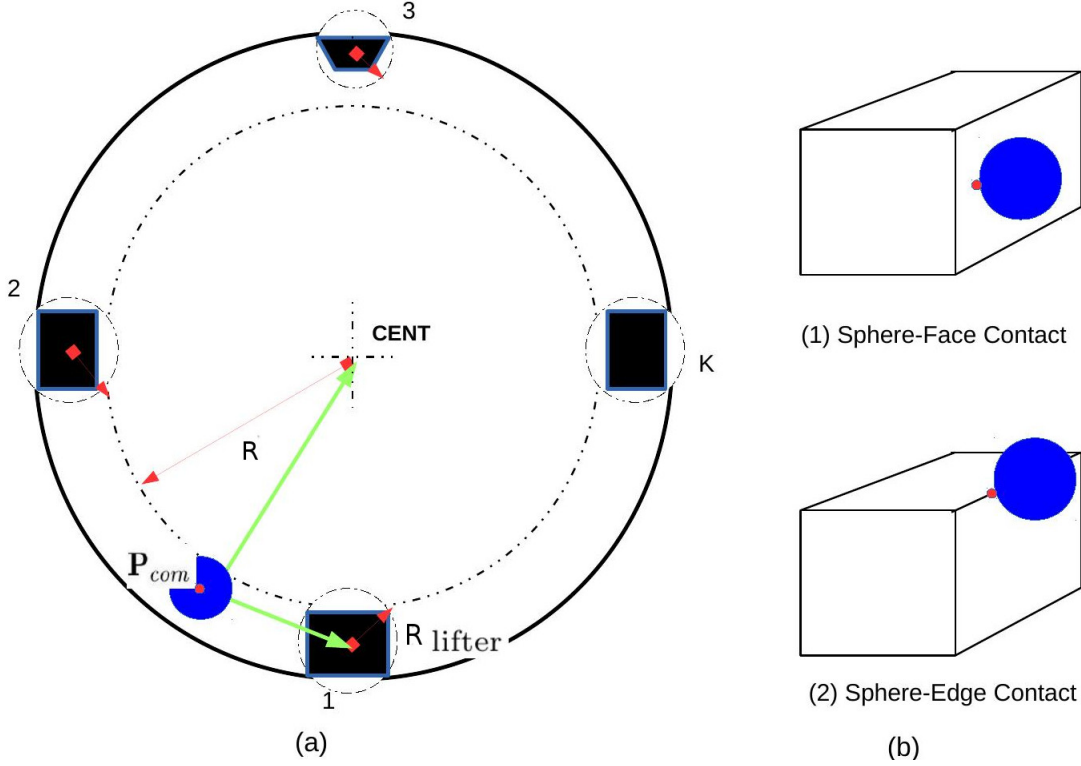 3
2
CENT
K
R
P_com
R lifter
1
(a)
(1) Sphere-Face Contact
(2) Sphere-Edge Contact
(b)